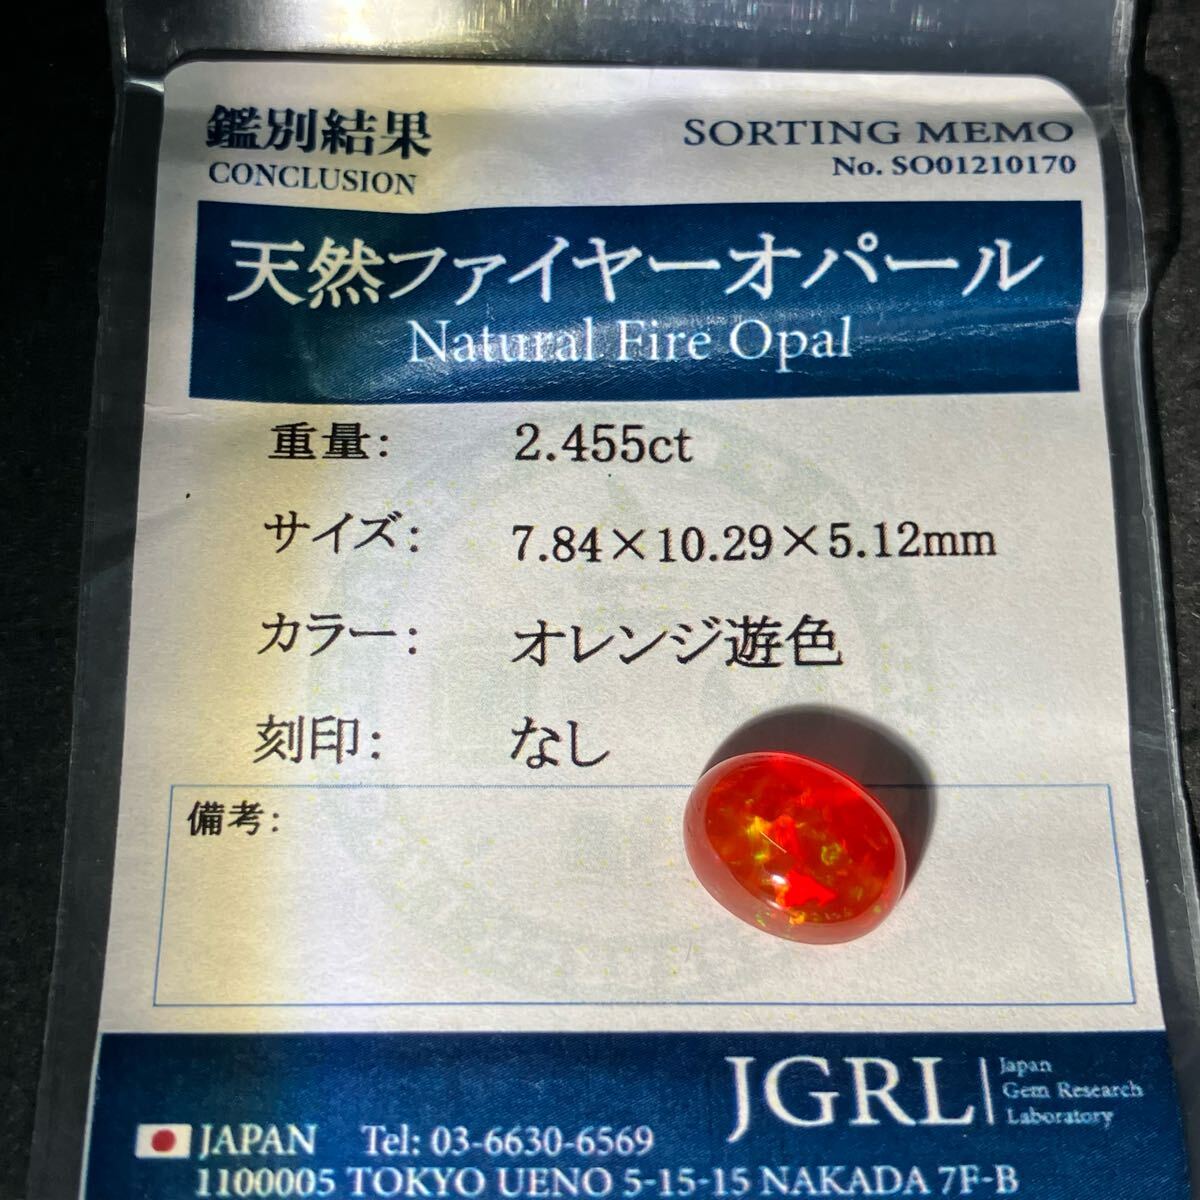 鑑別結果
CONCLUSION
SORTING MEMO
No. SO01210170
天然ファイヤーオパール
Natural Fire Opal
重量: 2.455ct
サイズ: 7.84×10.29×5.12mm
カラー: オレンジ遊色
刻印: なし
備考:
JGRL
Japan
Gem Research
Laboratory
JAPAN Tel: 03-6630-6569
1100005 TOKYO UENO 5-15-15 NAKADA 7F-B